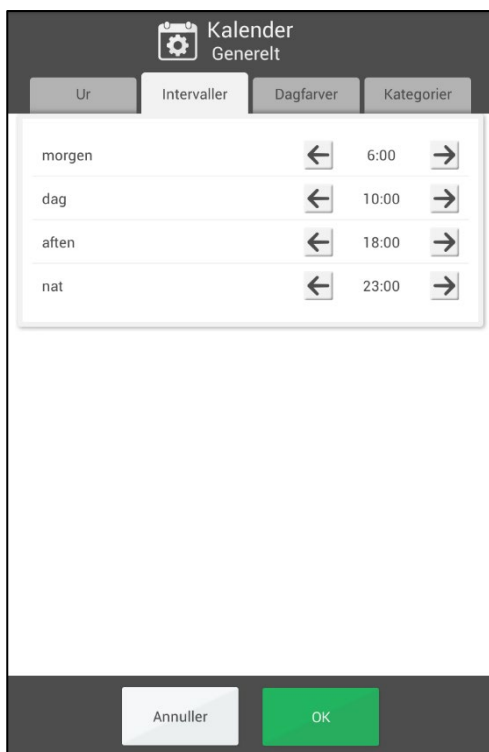 Kalender
Generelt
Ur Intervaller Dagfarver Kategorier
morgen 6:00
dag 10:00
aften 18:00
nat 23:00
Annuller OK